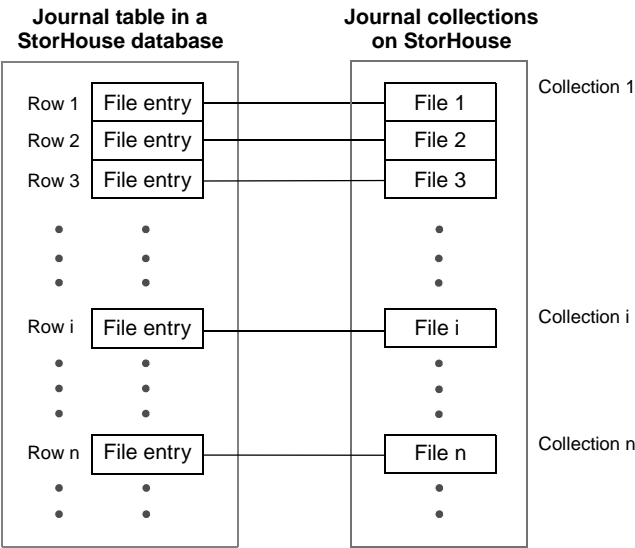 Journal table in a
StorHouse database
Journal collections
on StorHouse
Row 1 File entry File 1 Collection 1
Row 2 File entry File 2
Row 3 File entry File 3
Row i File entry File i Collection i
Row n File entry File n Collection n